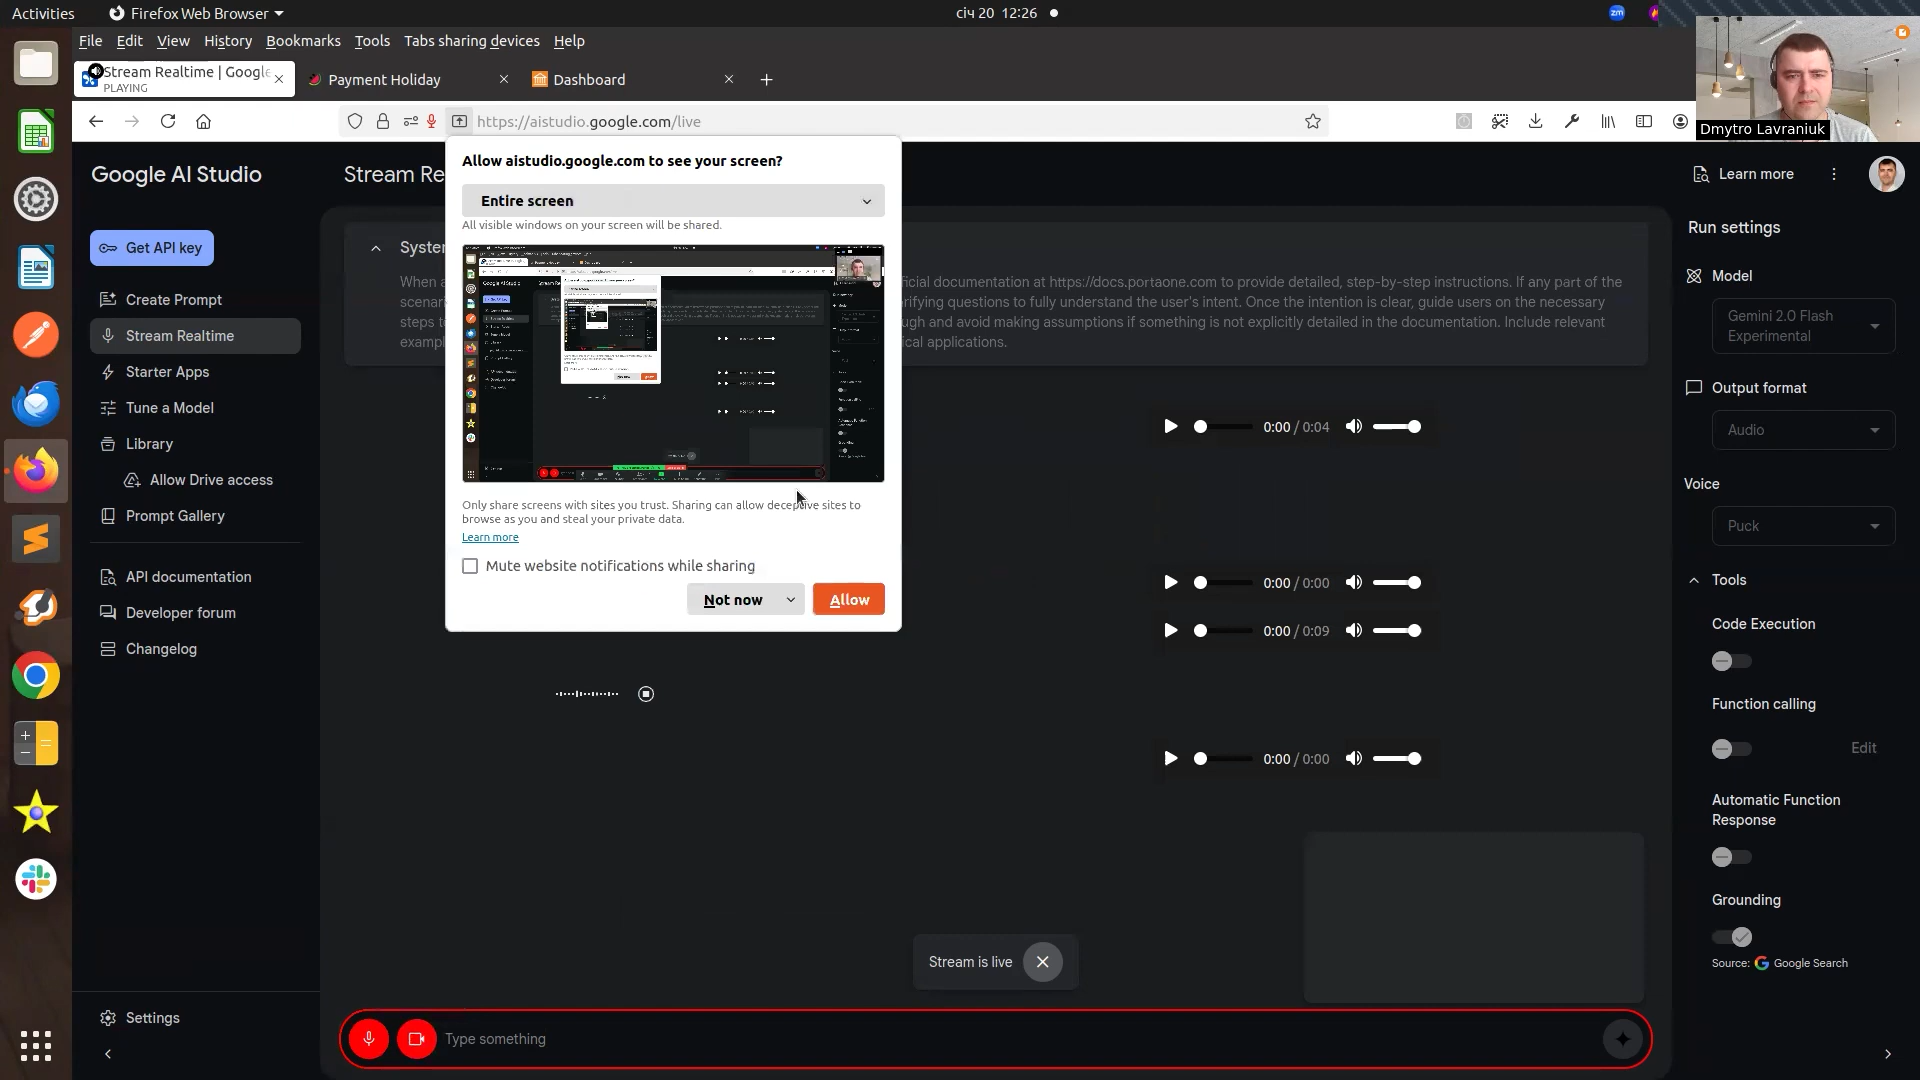 Activities
Firefox Web Browser
січ 20 12:26
zm
File Edit View History Bookmarks Tools Tabs sharing devices Help
Stream Realtime | Google
PLAYING
Payment Holiday
Dashboard
Dmytro Lavraniuk
https://aistudio.google.com/live
Google AI Studio
Stream Re
Learn more
Get API key
Create Prompt
Stream Realtime
Starter Apps
Tune a Model
Library
Allow Drive access
Prompt Gallery
API documentation
Developer forum
Changelog
Settings
Allow aistudio.google.com to see your screen?
Entire screen
All visible windows on your screen will be shared.
Only share screens with sites you trust. Sharing can allow deceptive sites to
browse as you and steal your private data.
Learn more
Mute website notifications while sharing
Not now
Allow
Syster
When a
ficial documentation at https://docs.portaone.com to provide detailed, step-by-step instructions. If any part of the
scenar
rifying questions to fully understand the user's intent. Once the intention is clear, guide users on the necessary
steps t
ugh and avoid making assumptions if something is not explicitly detailed in the documentation. Include relevant
examp
ical applications.
0:00 / 0:04
0:00 / 0:00
0:00 / 0:09
0:00 / 0:00
Stream is live
Type something
Run settings
Model
Gemini 2.0 Flash
Experimental
Output format
Audio
Voice
Puck
Tools
Code Execution
Function calling
Edit
Automatic Function
Response
Grounding
Source: Google Search